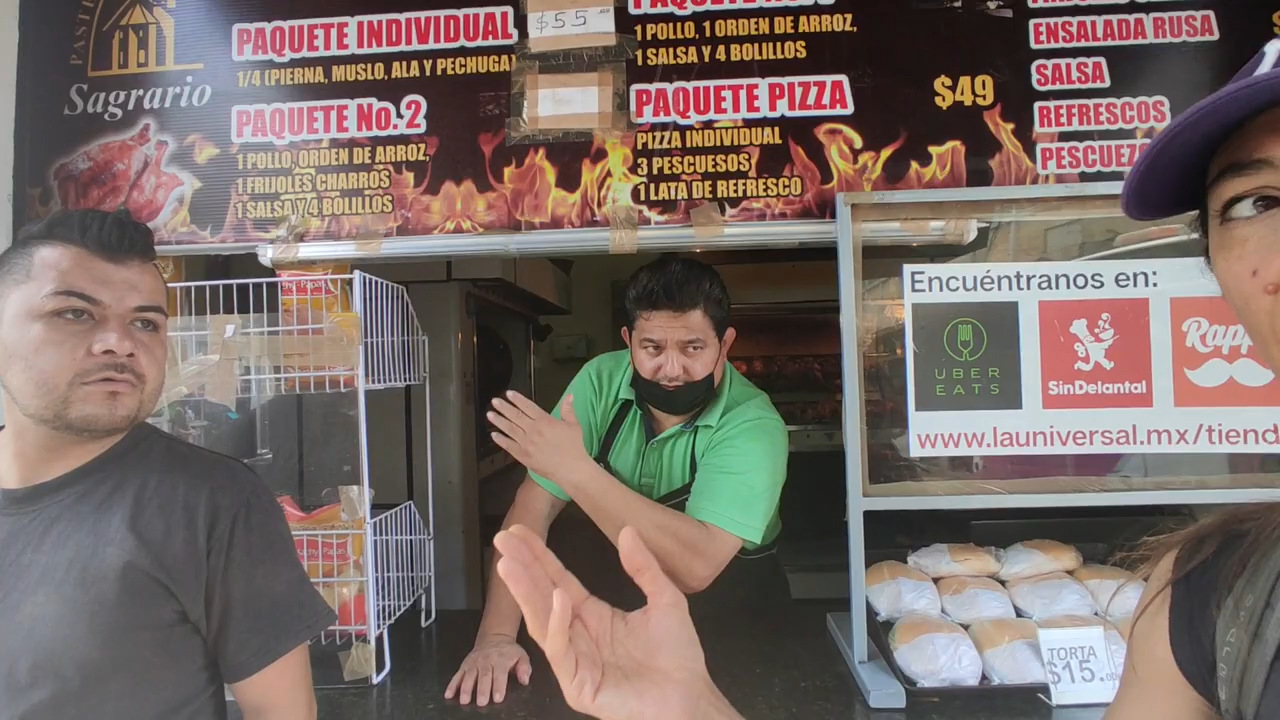 Sagrario
PAQUETE INDIVIDUAL
1/4 (PIERNA, MUSLO, ALA Y PECHUGA)
$55.00
PAQUETE No. 2
1 POLLO, ORDEN DE ARROZ,
1 FRIJOLES CHARROS
1 SALSA Y 4 BOLILLOS
1 POLLO, 1 ORDEN DE ARROZ,
1 SALSA Y 4 BOLILLOS
PAQUETE PIZZA
$49
PIZZA INDIVIDUAL
3 PESCUESOS
1 LATA DE REFRESCO
ENSALADA RUSA
SALSA
REFRESCOS
Encuéntranos en:
UBER
EATS
SinDelantal
www.launiversal.mx/tiend
TORTA
$15.00